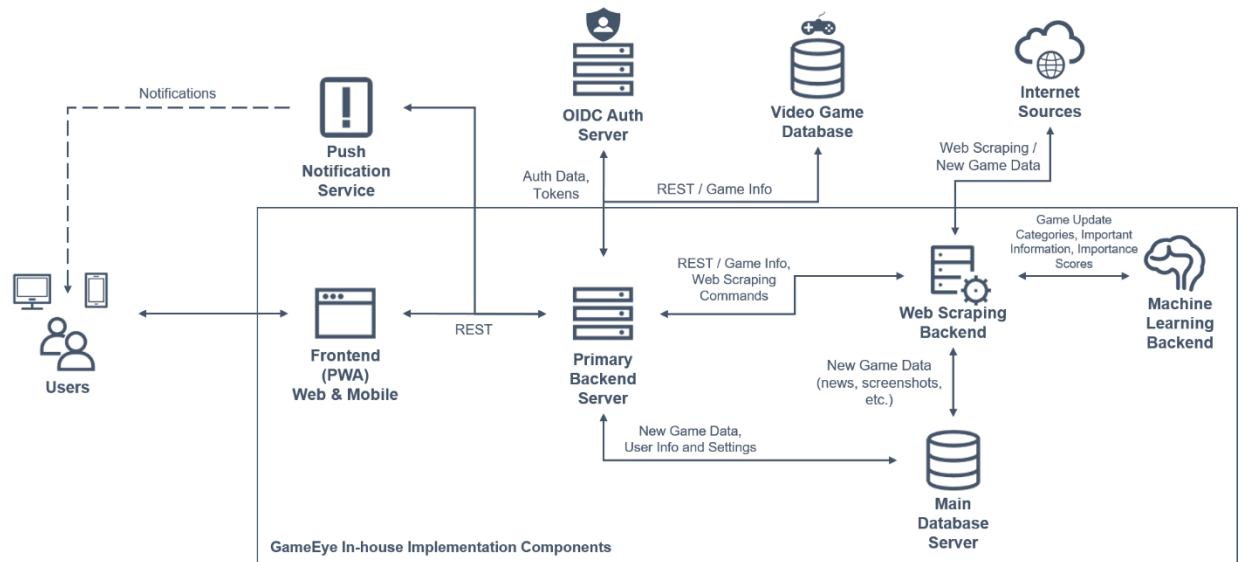 Notifications
Push
Notification
Service
OIDC Auth
Server
Video Game
Database
Internet
Sources
Auth Data,
Tokens
REST / Game Info
Web Scraping /
New Game Data
Game Update
Categories, Important
Information, Importance
Scores
REST / Game Info,
Web Scraping
Commands
Users
Frontend
(PWA)
Web & Mobile
REST
Primary
Backend
Server
Web Scraping
Backend
Machine
Learning
Backend
New Game Data
(news, screenshots,
etc.)
New Game Data,
User Info and Settings
Main
Database
Server
GameEye In-house Implementation Components